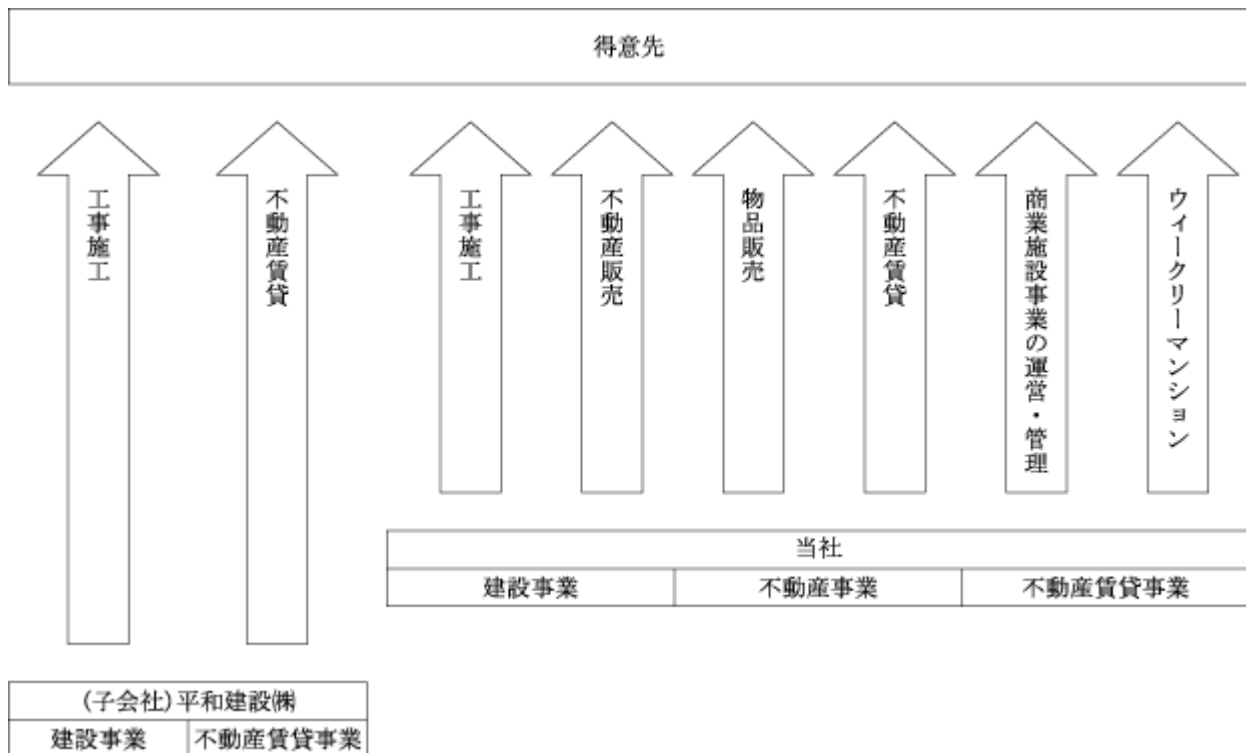 得意先
工事施工
不動産賃貸
工事施工
不動産販売
物品販売
不動産賃貸
商業施設事業の運営・管理
ウィークリーマンション
当社
建設事業
不動産事業
不動産賃貸事業
(子会社)平和建設㈱
建設事業
不動産賃貸事業